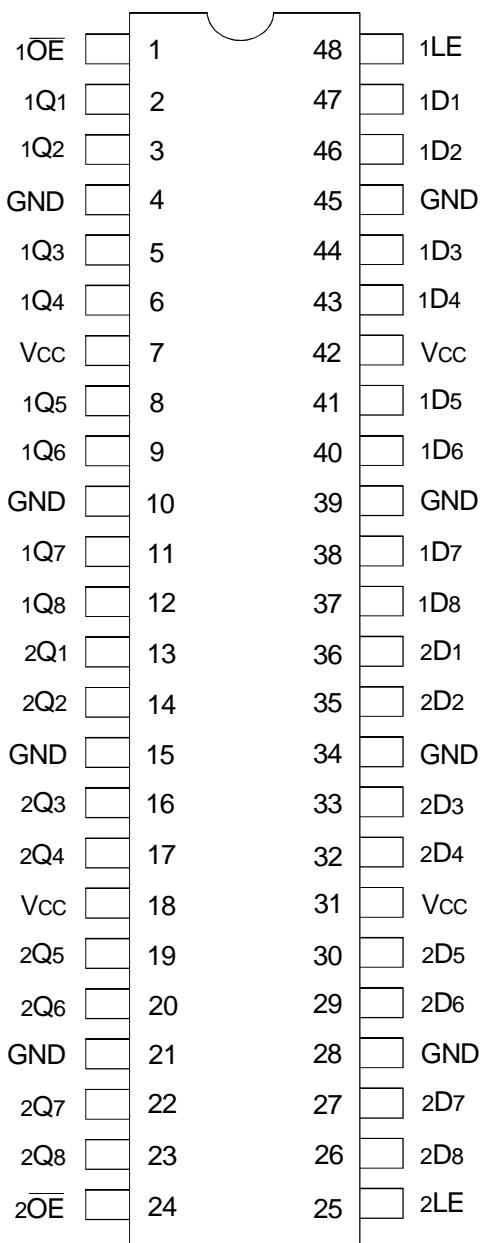 1O̅E̅ 1 48 1LE
1Q1 2 47 1D1
1Q2 3 46 1D2
GND 4 45 GND
1Q3 5 44 1D3
1Q4 6 43 1D4
VCC 7 42 VCC
1Q5 8 41 1D5
1Q6 9 40 1D6
GND 10 39 GND
1Q7 11 38 1D7
1Q8 12 37 1D8
2Q1 13 36 2D1
2Q2 14 35 2D2
GND 15 34 GND
2Q3 16 33 2D3
2Q4 17 32 2D4
VCC 18 31 VCC
2Q5 19 30 2D5
2Q6 20 29 2D6
GND 21 28 GND
2Q7 22 27 2D7
2Q8 23 26 2D8
2O̅E̅ 24 25 2LE